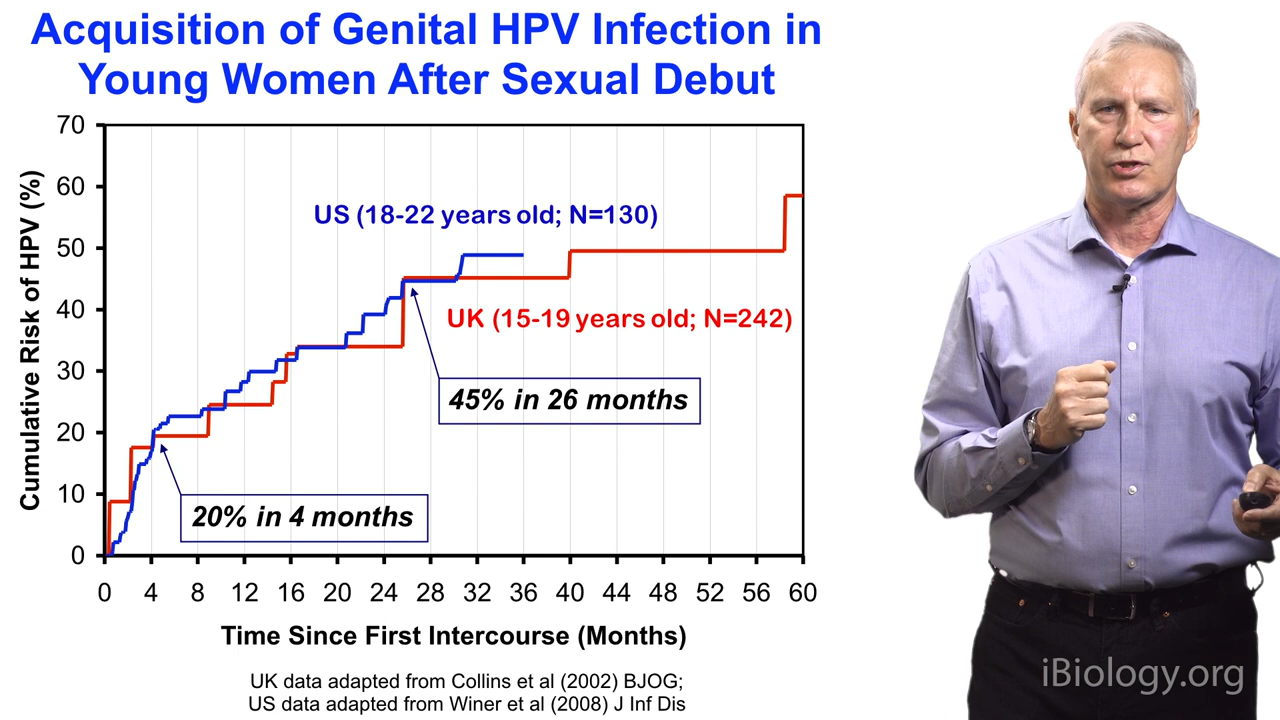 Acquisition of Genital HPV Infection in
Young Women After Sexual Debut
Cumulative Risk of HPV (%)
70
60
50
40
30
20
10
0
US (18-22 years old; N=130)
UK (15-19 years old; N=242)
45% in 26 months
20% in 4 months
0 4 8 12 16 20 24 28 32 36 40 44 48 52 56 60
Time Since First Intercourse (Months)
UK data adapted from Collins et al (2002) BJOG;
US data adapted from Winer et al (2008) J Inf Dis
iBiology.org